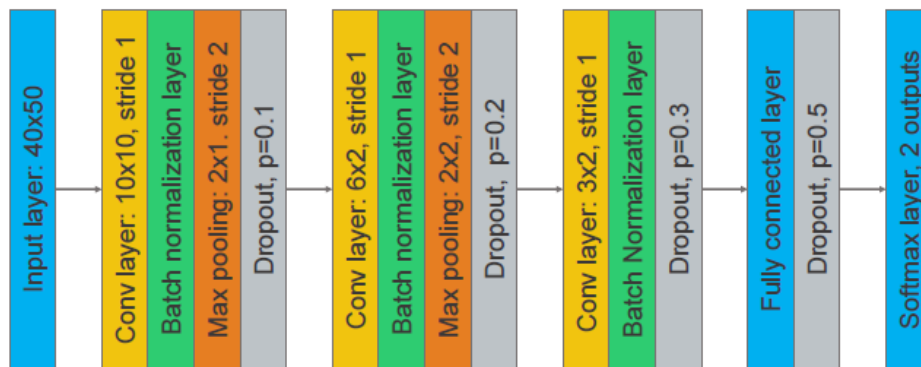 Input layer: 40x50
Conv layer: 10x10, stride 1
Batch normalization layer
Max pooling: 2x1. stride 2
Dropout, p=0.1
Conv layer: 6x2, stride 1
Batch normalization layer
Max pooling: 2x2, stride 2
Dropout, p=0.2
Conv layer: 3x2, stride 1
Batch Normalization layer
Dropout, p=0.3
Fully connected layer
Dropout, p=0.5
Softmax layer, 2 outputs